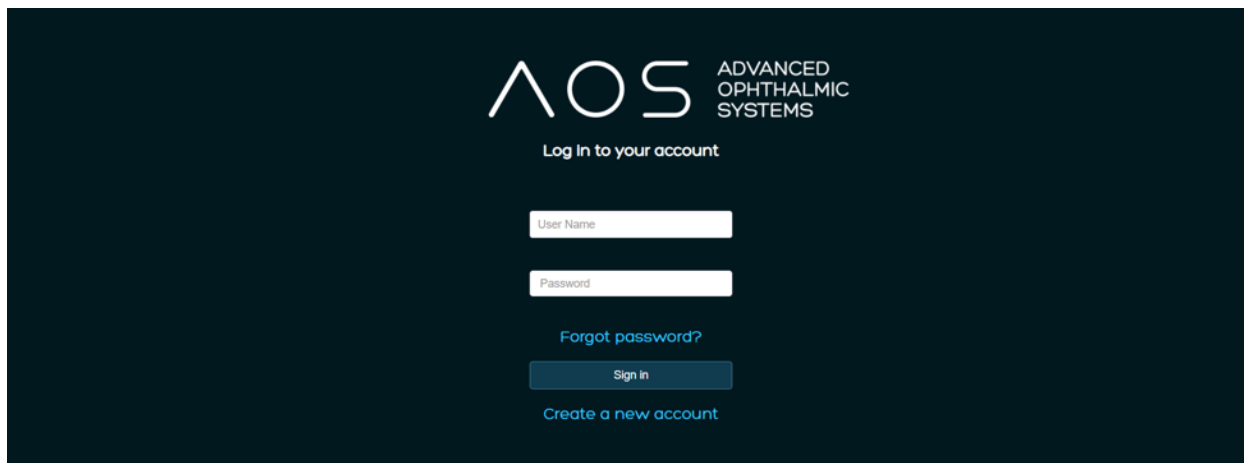 AOS ADVANCED
OPHTHALMIC
SYSTEMS
Log in to your account
User Name
Password
Forgot password?
Sign in
Create a new account